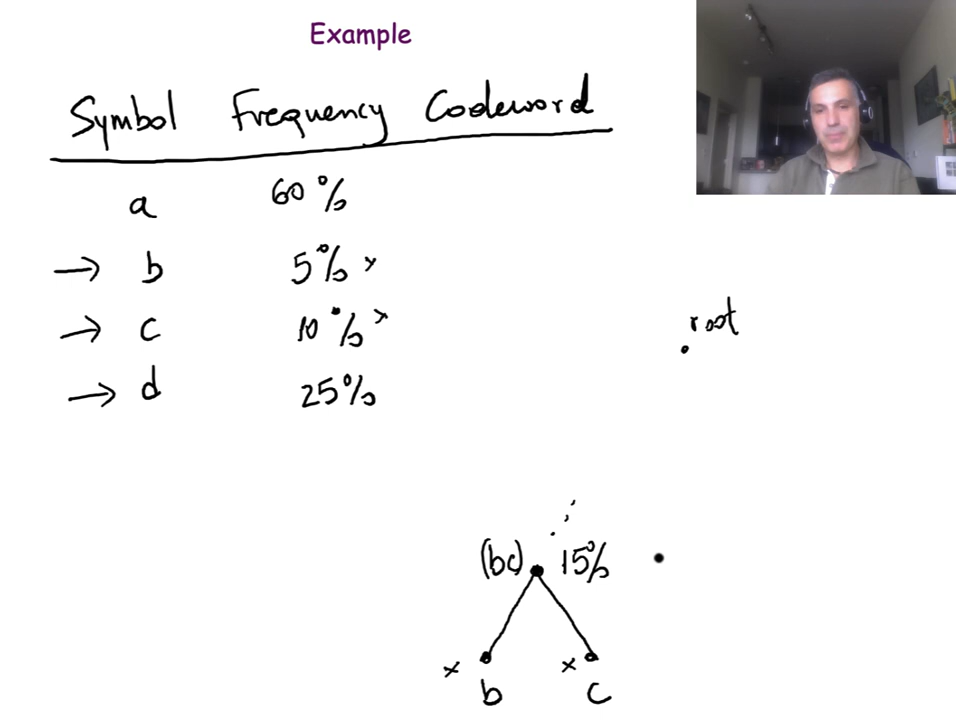 Example
Symbol Frequency Codeword
a 60%
→ b 5% x
→ c 10% x
→ d 25%
root
(bc) 15%
x x
b c